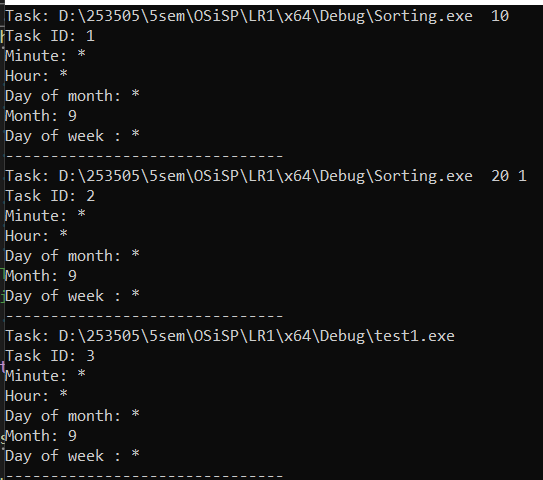 Task: D:\253505\5sem\OSiSP\LR1\x64\Debug\Sorting.exe  10
Task ID: 1
Minute: *
Hour: *
Day of month: *
Month: 9
Day of week : *
-------------------------------
Task: D:\253505\5sem\OSiSP\LR1\x64\Debug\Sorting.exe  20 1
Task ID: 2
Minute: *
Hour: *
Day of month: *
Month: 9
Day of week : *
-------------------------------
Task: D:\253505\5sem\OSiSP\LR1\x64\Debug\test1.exe
Task ID: 3
Minute: *
Hour: *
Day of month: *
Month: 9
Day of week : *
-------------------------------